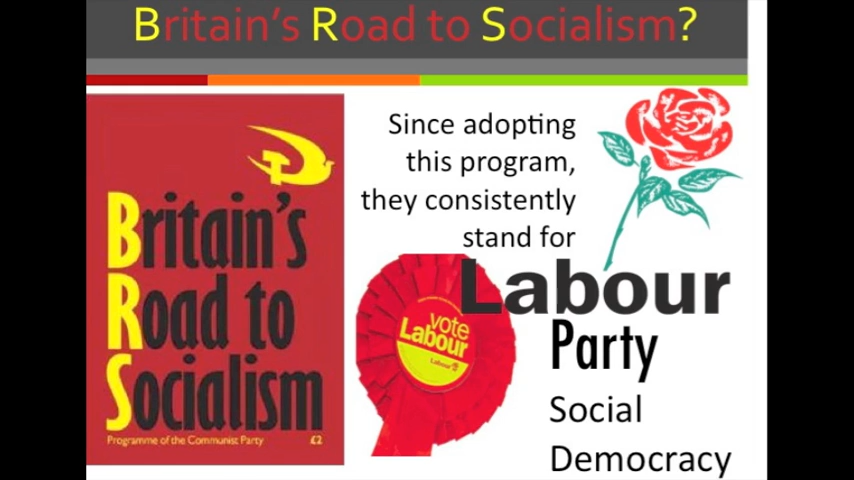 Britain's Road to Socialism?
Since adopting
this program,
they consistently
stand for
Labour
Party
Social
Democracy
Britain's
Road to
Socialism
Programme of the Communist Party £2
vote
Labour
Labour